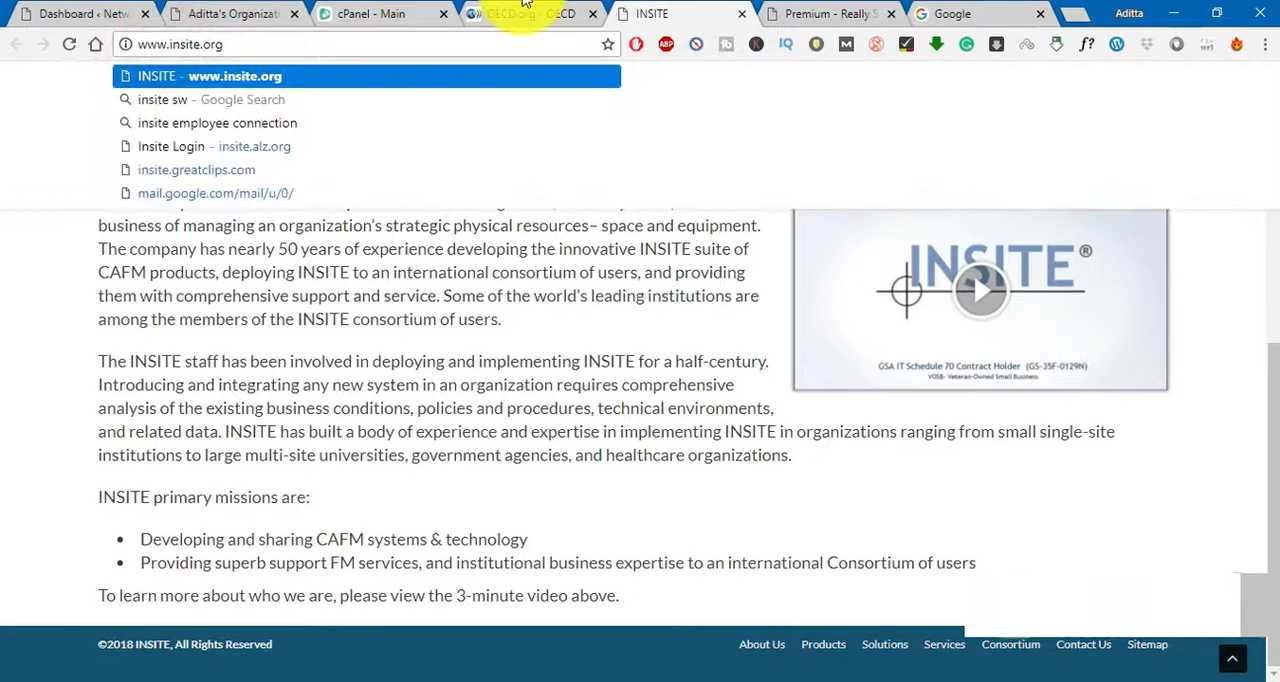 Dashboard ‹ Netw
Aditta's Organizati
cPanel - Main
OECD.org - OECD
INSITE
Premium - Really S
Google
Aditta
www.insite.org
INSITE - www.insite.org
insite sw - Google Search
insite employee connection
Insite Login - insite.alz.org
insite.greatclips.com
mail.google.com/mail/u/0/
business of managing an organization's strategic physical resources– space and equipment.
The company has nearly 50 years of experience developing the innovative INSITE suite of
CAFM products, deploying INSITE to an international consortium of users, and providing
them with comprehensive support and service. Some of the world's leading institutions are
among the members of the INSITE consortium of users.
INSITE®
GSA IT Schedule 70 Contract Holder (GS-35F-0129N)
VOSB- Veteran-Owned Small Business
The INSITE staff has been involved in deploying and implementing INSITE for a half-century.
Introducing and integrating any new system in an organization requires comprehensive
analysis of the existing business conditions, policies and procedures, technical environments,
and related data. INSITE has built a body of experience and expertise in implementing INSITE in organizations ranging from small single-site
institutions to large multi-site universities, government agencies, and healthcare organizations.
INSITE primary missions are:
• Developing and sharing CAFM systems & technology
• Providing superb support FM services, and institutional business expertise to an international Consortium of users
To learn more about who we are, please view the 3-minute video above.
©2018 INSITE, All Rights Reserved
About Us Products Solutions Services Consortium Contact Us Sitemap